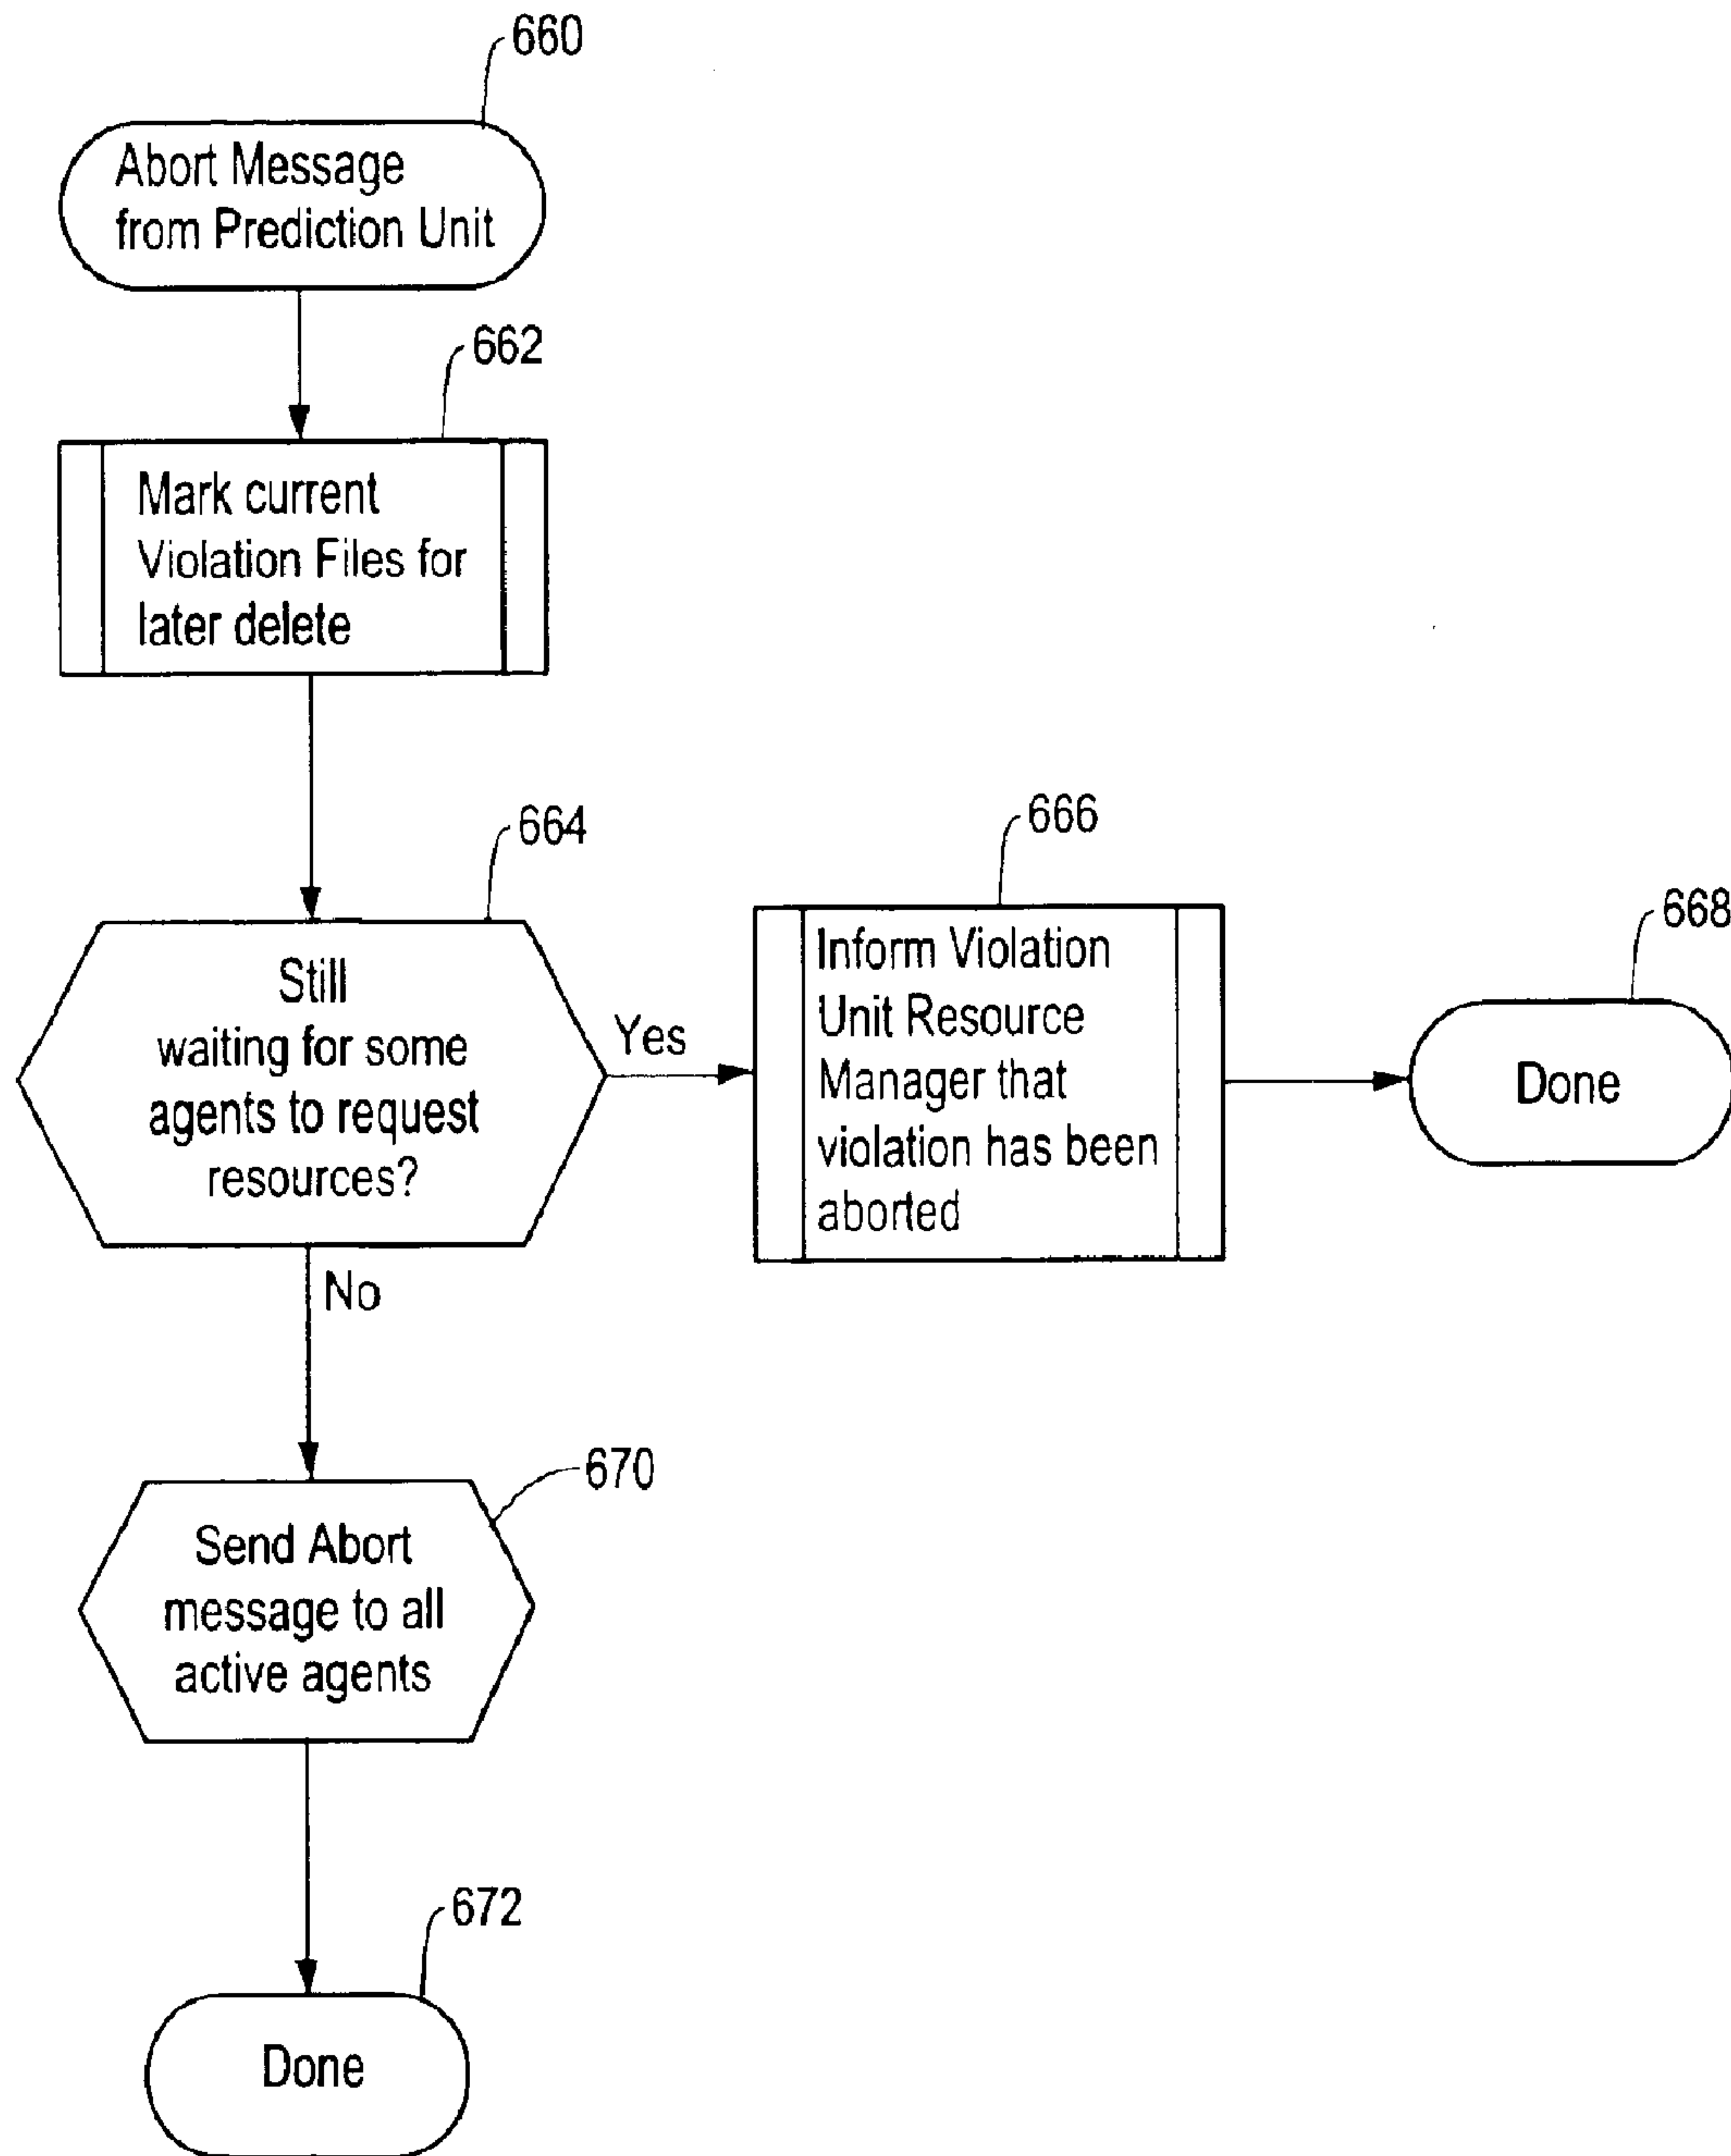 660
Abort Message
from Prediction Unit
662
Mark current
Violation Files for
later delete
664
Still
waiting for some
agents to request
resources?
Yes
666
Inform Violation
Unit Resource
Manager that
violation has been
aborted
668
Done
No
670
Send Abort
message to all
active agents
672
Done